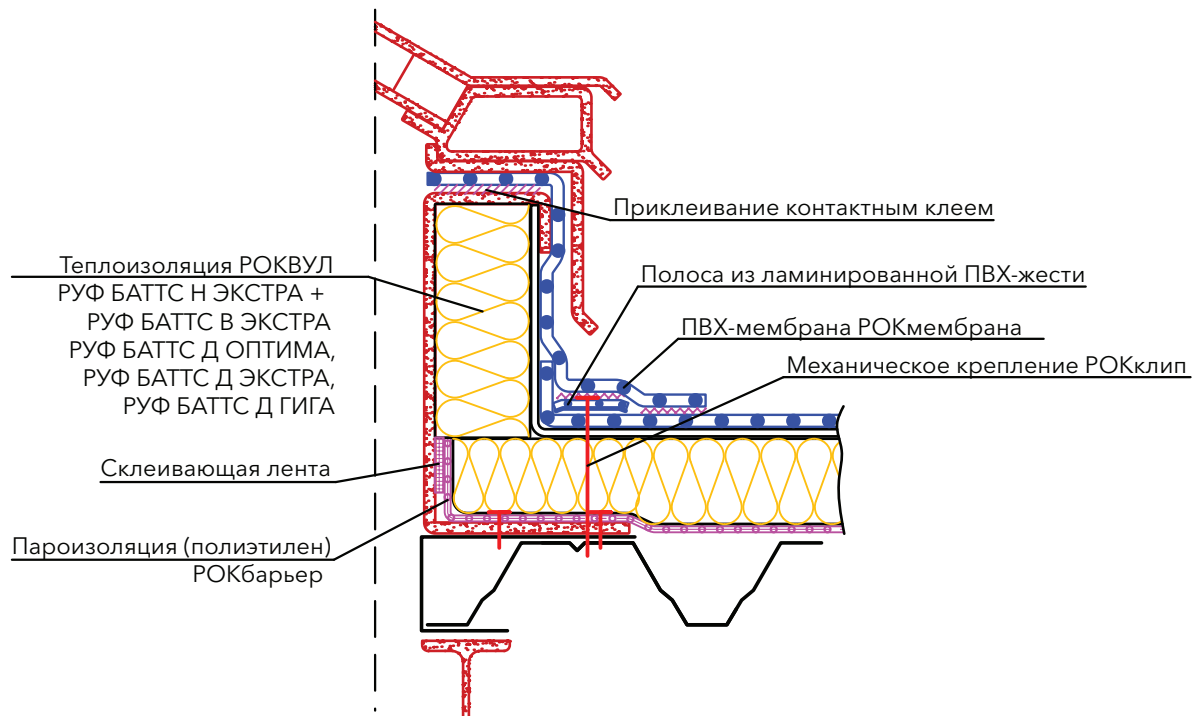 Приклеивание контактным клеем
Теплоизоляция РОКВУЛ
РУФ БАТТС Н ЭКСТРА +
РУФ БАТТС В ЭКСТРА
РУФ БАТТС Д ОПТИМА,
РУФ БАТТС Д ЭКСТРА,
РУФ БАТТС Д ГИГА
Полоса из ламинированной ПВХ-жести
ПВХ-мембрана РОКмембрана
Механическое крепление РОКклип
Склеивающая лента
Пароизоляция (полиэтилен)
РОКбарьер